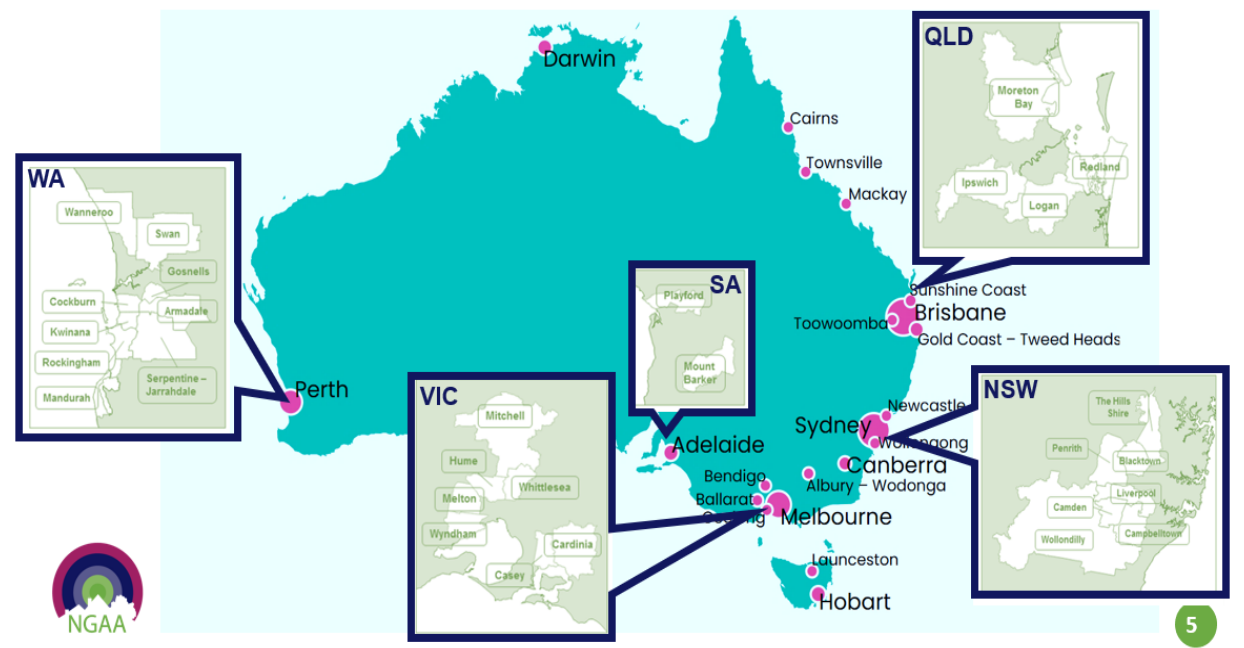 Darwin
Cairns
Townsville
Mackay
Sunshine Coast
Brisbane
Toowoomba
Gold Coast – Tweed Heads
Newcastle
Sydney
Wollongong
Canberra
Albury – Wodonga
Bendigo
Ballarat
Geelong
Melbourne
Launceston
Hobart
Adelaide
Perth
WA
Wanneroo
Swan
Gosnells
Cockburn
Armadale
Kwinana
Rockingham
Serpentine –
Jarrahdale
Mandurah
VIC
Mitchell
Hume
Whittlesea
Melton
Wyndham
Cardinia
Casey
SA
Playford
Mount
Barker
QLD
Moreton
Bay
Redland
Ipswich
Logan
NSW
The Hills
Shire
Penrith
Blacktown
Liverpool
Camden
Campbelltown
Wollondilly
NGAA
5